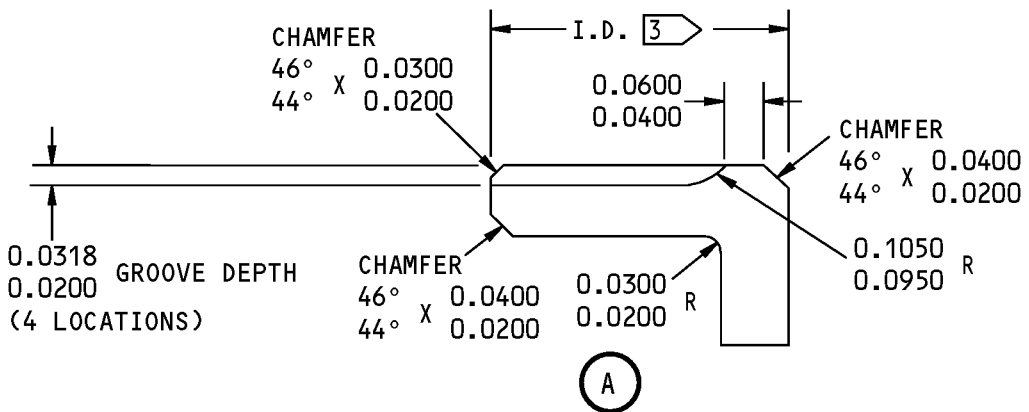 I.D. 3
CHAMFER
46° X 0.0300
44° 0.0200
0.0600
0.0400
CHAMFER
46° X 0.0400
44° 0.0200
0.0318
0.0200 GROOVE DEPTH
(4 LOCATIONS)
CHAMFER
46° X 0.0400
44° 0.0200
0.0300
0.0200 R
0.1050
0.0950 R
A